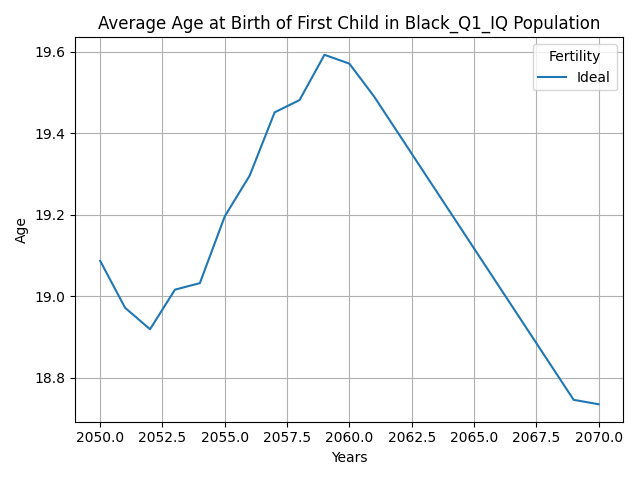 Average Age at Birth of First Child in Black_Q1_IQ Population
Fertility
Ideal
19.6
19.4
19.2
19.0
18.8
Age
2050.0 2052.5 2055.0 2057.5 2060.0 2062.5 2065.0 2067.5 2070.0
Years